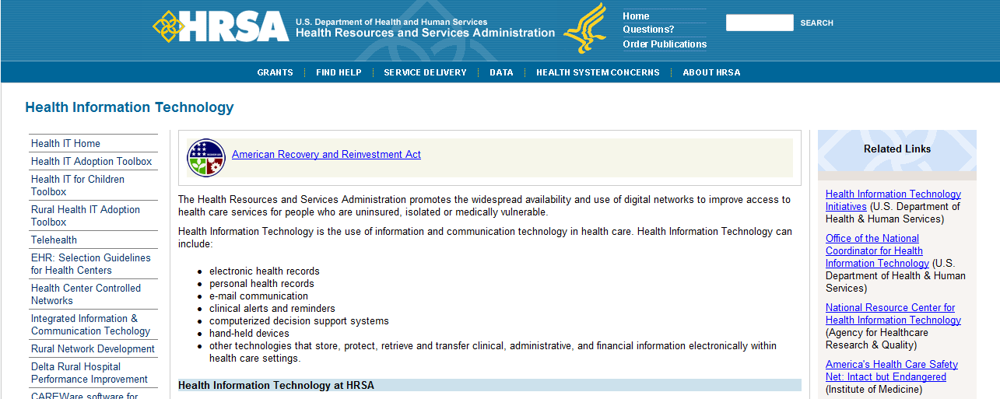 HRSA
U.S. Department of Health and Human Services
Health Resources and Services Administration
Home
Questions?
Order Publications
SEARCH
GRANTS
FIND HELP
SERVICE DELIVERY
DATA
HEALTH SYSTEM CONCERNS
ABOUT HRSA
Health Information Technology
Health IT Home
Health IT Adoption Toolbox
Health IT for Children
Toolbox
Rural Health IT Adoption
Toolbox
Telehealth
EHR: Selection Guidelines
for Health Centers
Health Center Controlled
Networks
Integrated Information &
Communication Techology
Rural Network Development
Delta Rural Hospital
Performance Improvement
CAREWare software for
American Recovery and Reinvestment Act
The Health Resources and Services Administration promotes the widespread availability and use of digital networks to improve access to
health care services for people who are uninsured, isolated or medically vulnerable.
Health Information Technology is the use of information and communication technology in health care. Health Information Technology can
include:
• electronic health records
• personal health records
• e-mail communication
• clinical alerts and reminders
• computerized decision support systems
• hand-held devices
• other technologies that store, protect, retrieve and transfer clinical, administrative, and financial information electronically within
health care settings.
Health Information Technology at HRSA
Related Links
Health Information Technology
Initiatives (U.S. Department of
Health & Human Services)
Office of the National
Coordinator for Health
Information Technology (U.S.
Department of Health & Human
Services)
National Resource Center for
Health Information Technology
(Agency for Healthcare
Research & Quality)
America's Health Care Safety
Net: Intact but Endangered
(Institute of Medicine)